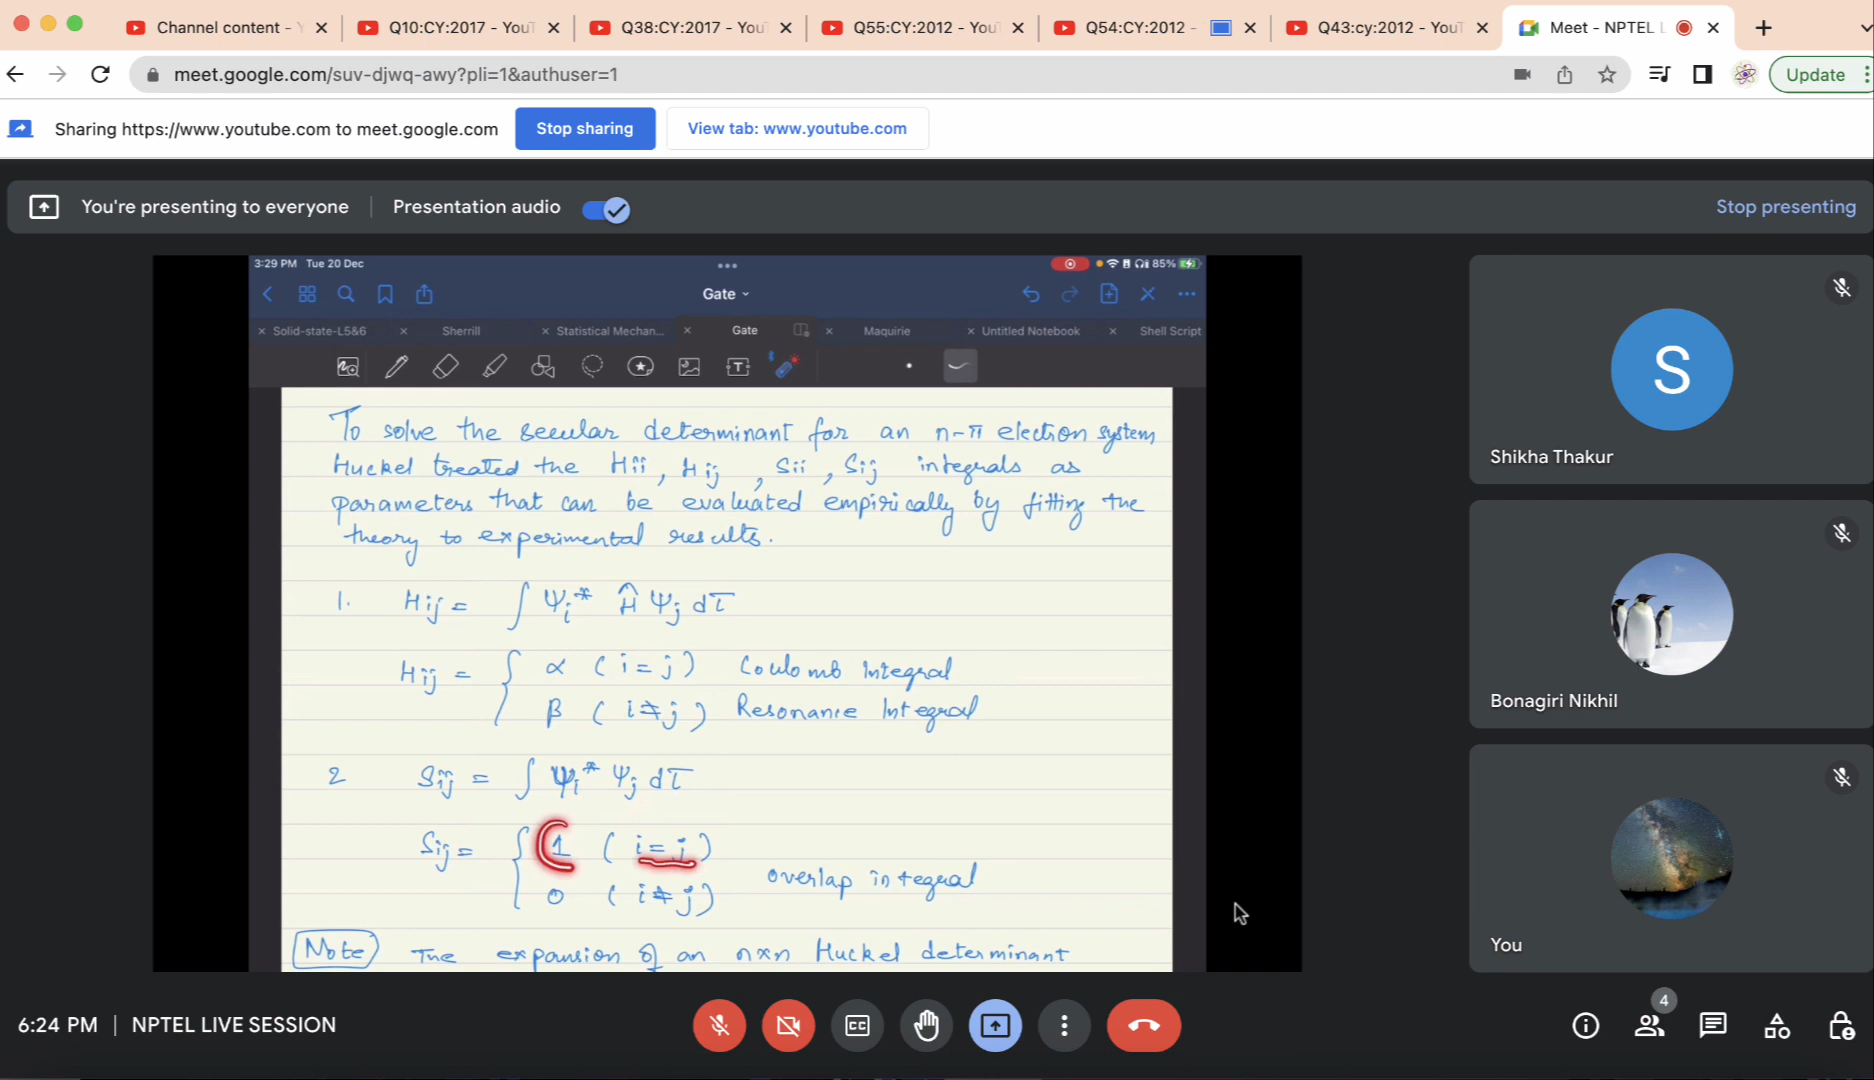 Channel content - Y
Q10:CY:2017 - YouT
Q38:CY:2017 - YouT
Q55:CY:2012 - YouT
Q54:CY:2012 -
Q43:cy:2012 - YouT
Meet - NPTEL L
meet.google.com/suv-djwq-awy?pli=1&authuser=1
Update
Sharing https://www.youtube.com to meet.google.com
Stop sharing
View tab: www.youtube.com
You're presenting to everyone
Presentation audio
Stop presenting
3:29 PM Tue 20 Dec
85%
Gate
Solid-state-L5&6
Sherrill
Statistical Mechan...
Gate
Maquirie
Untitled Notebook
Shell Script
To solve the secular determinant for an n-π electron system
Huckel treated the Hii, Hij, Sii, Sij integrals as
parameters that can be evaluated empirically by fitting the
theory to experimental results.
1. Hij = ∫ Ψi* Ĥ Ψj dτ
Hij = { α (i = j) Coulomb Integral
β (i ≠ j) Resonance Integral
2 Sij = ∫ Ψi* Ψj dτ
Sij = { 1 (i = j)
0 (i ≠ j) overlap integral
Note The expansion of an nxn Huckel determinant
S
Shikha Thakur
Bonagiri Nikhil
You
6:24 PM | NPTEL LIVE SESSION
CC
4